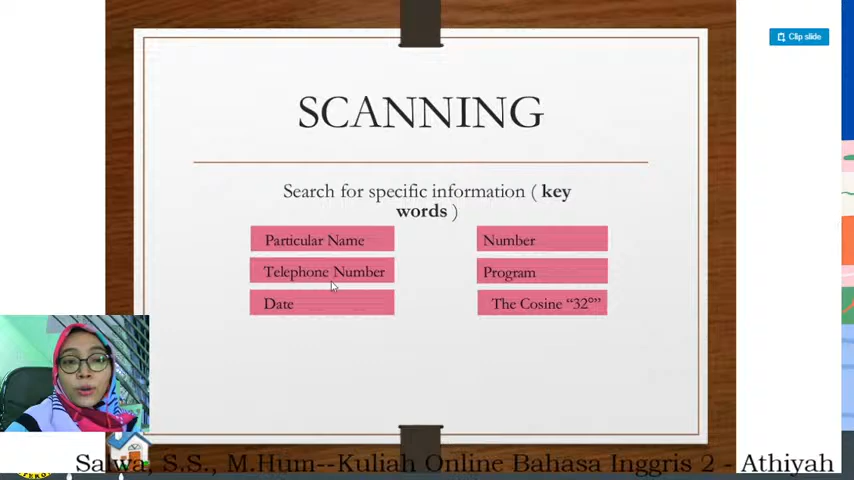 Clip slide
SCANNING
Search for specific information ( key
words )
Particular Name
Number
Telephone Number
Program
Date
The Cosine “32°”
Salwa, S.S., M.Hum--Kuliah Online Bahasa Inggris 2 - Athiyah